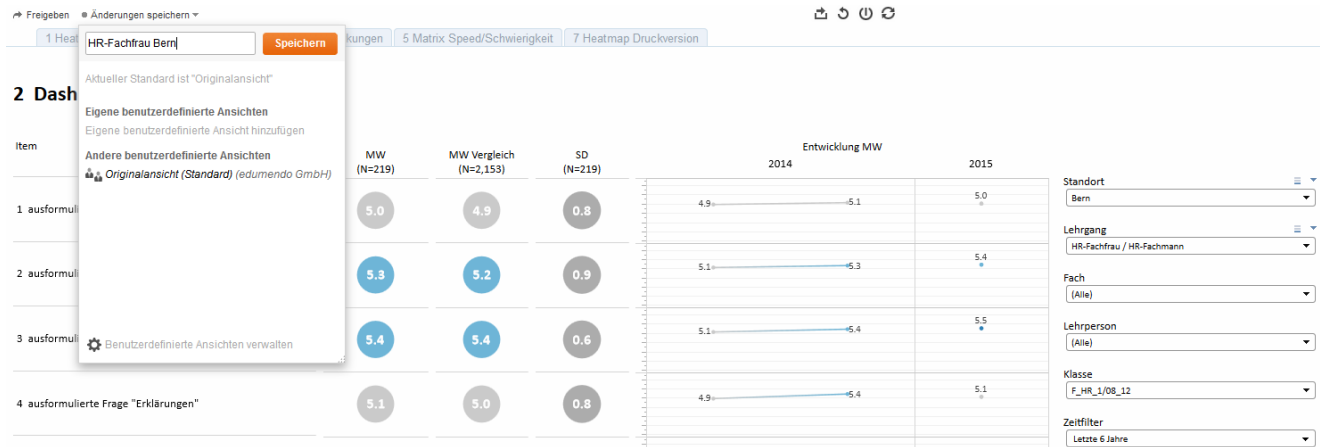 Freigeben Änderungen speichern
1 Heat kungen 5 Matrix Speed/Schwierigkeit 7 Heatmap Druckversion
HR-Fachfrau Bern Speichern
Aktueller Standard ist "Originalansicht"
2 Dash
Eigene benutzerdefinierte Ansichten
Eigene benutzerdefinierte Ansicht hinzufügen
Andere benutzerdefinierte Ansichten
Originalansicht (Standard) (edumendo GmbH)
Benutzerdefinierte Ansichten verwalten
Item
MW
(N=219)
MW Vergleich
(N=2,153)
SD
(N=219)
Entwicklung MW
2014 2015
1 ausformuli
5.0 4.9 0.8 4.9 5.1 5.0
2 ausformuli
5.3 5.2 0.9 5.1 5.3 5.4
3 ausformuli
5.4 5.4 0.6 5.1 5.4 5.5
4 ausformulierte Frage "Erklärungen"
5.1 5.0 0.8 4.9 5.4 5.1
Standort
Bern
Lehrgang
HR-Fachfrau / HR-Fachmann
Fach
(Alle)
Lehrperson
(Alle)
Klasse
F_HR_1/08_12
Zeitfilter
Letzte 6 Jahre